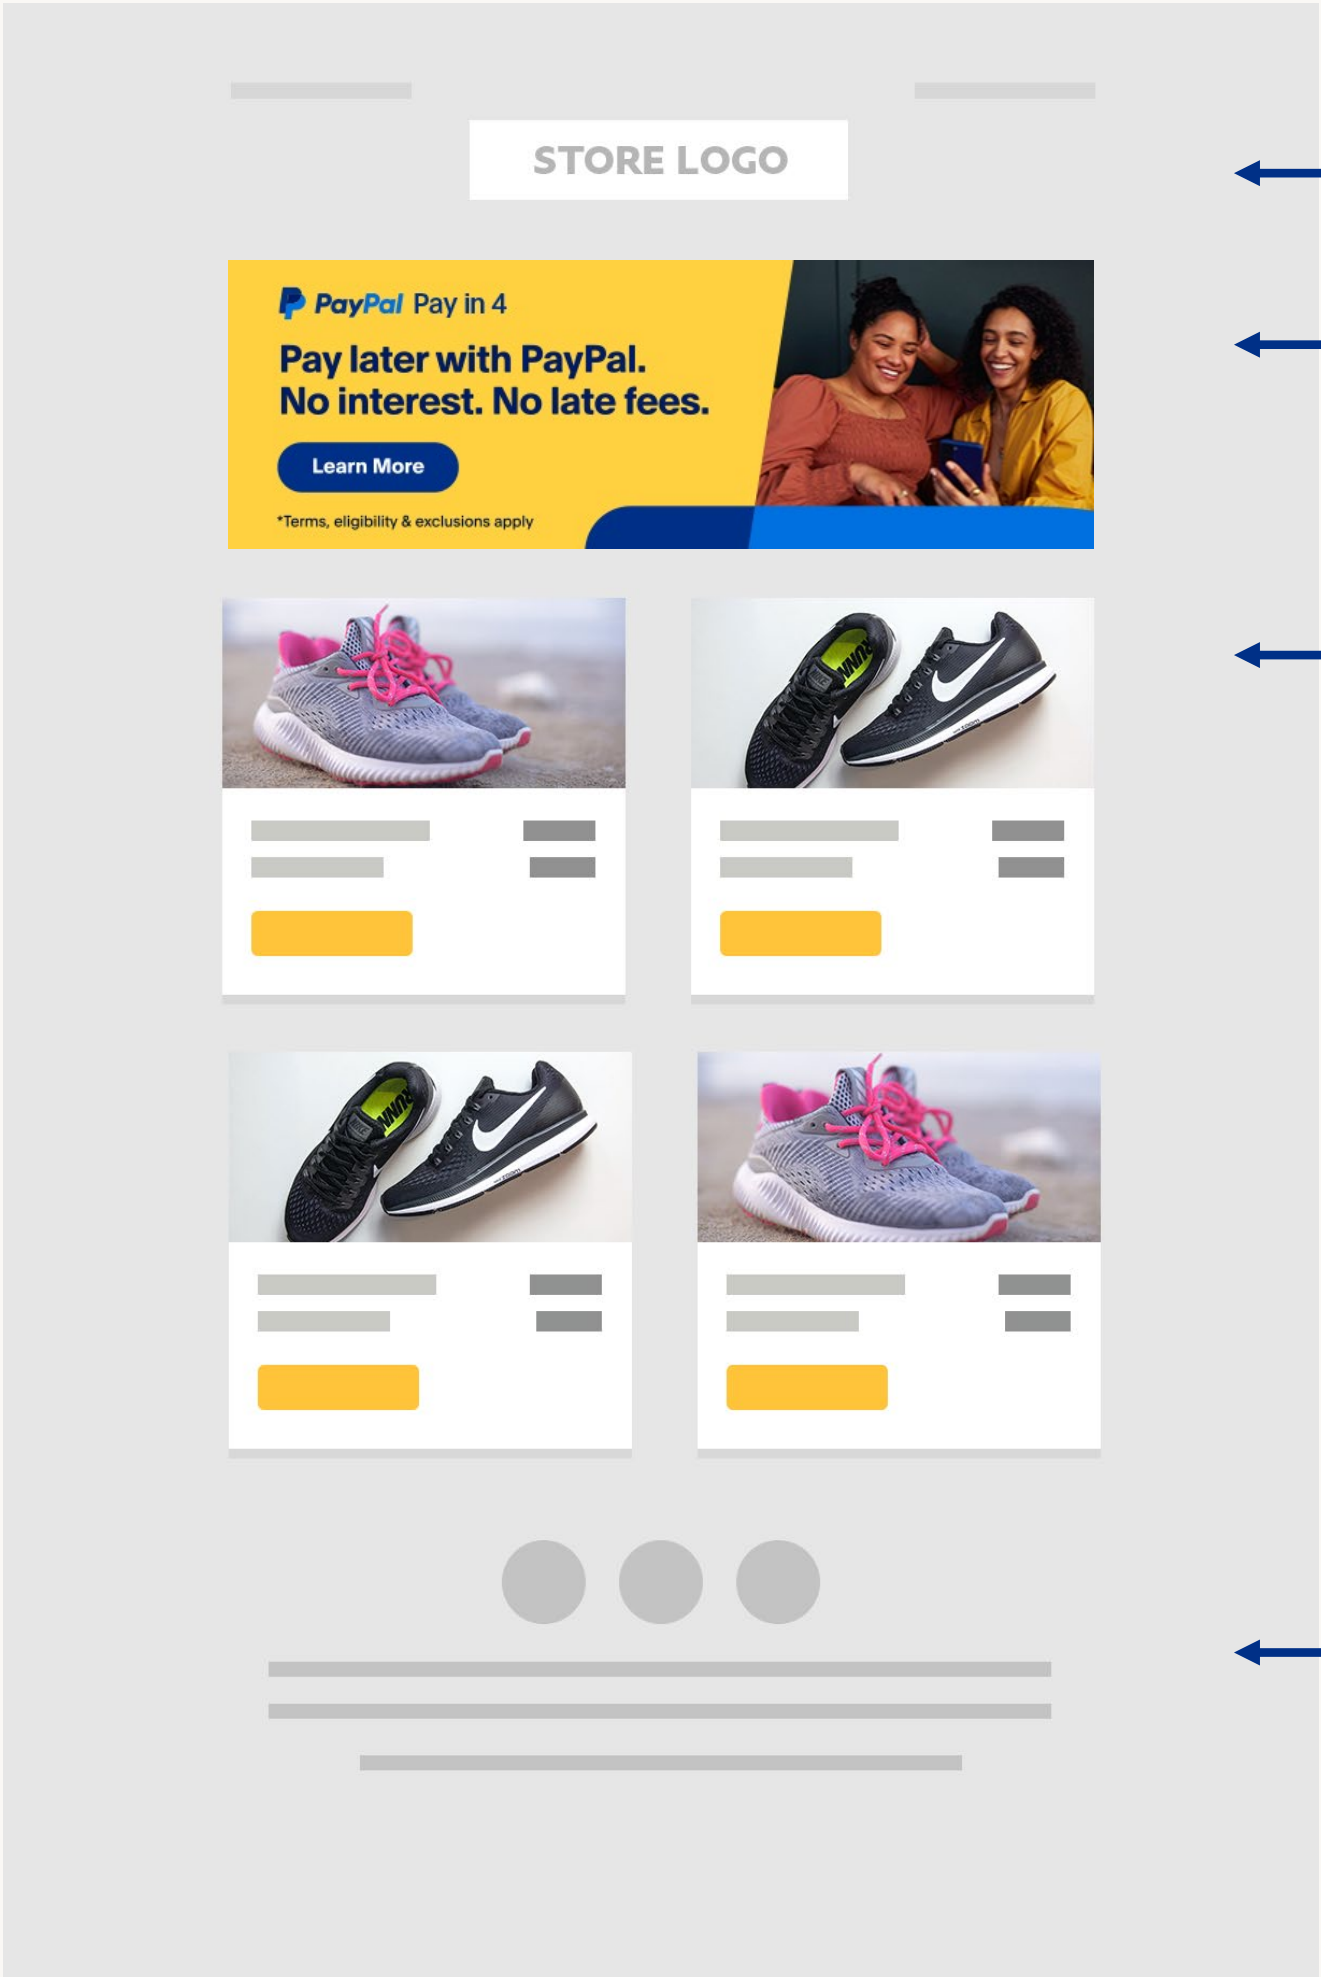 STORE LOGO
PayPal Pay in 4
Pay later with PayPal.
No interest. No late fees.
Learn More
*Terms, eligibility & exclusions apply